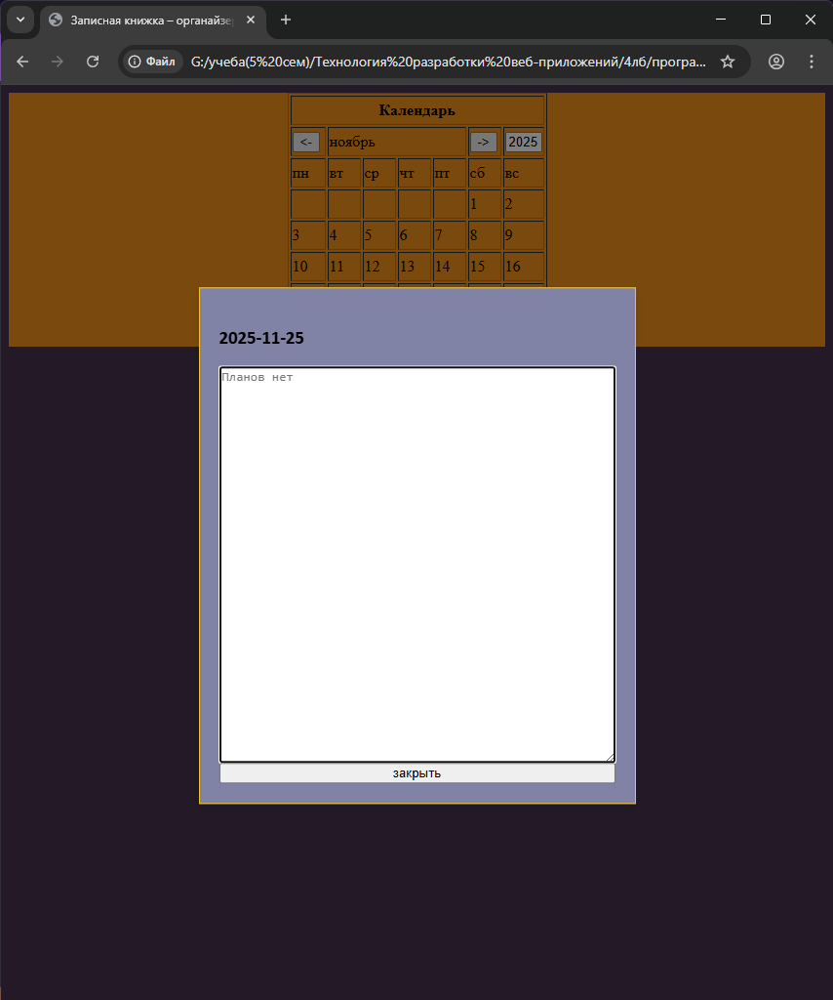 Записная книжка – органайзе
Файл
G:/учеба(5%20сем)/Технология%20разработки%20веб-приложений/4лб/програ...
Календарь
<- ноябрь -> 2025
пн вт ср чт пт сб вс
1 2
3 4 5 6 7 8 9
10 11 12 13 14 15 16
2025-11-25
Планов нет
закрыть